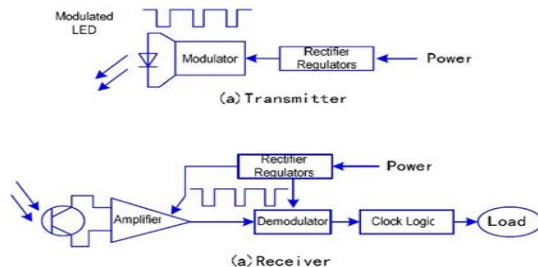 Modulated
LED
Modulator
Rectifier
Regulators
Power
(a)Transmitter
Rectifier
Regulators
Power
Amplifier
Demodulator
Clock Logic
Load
(a)Receiver